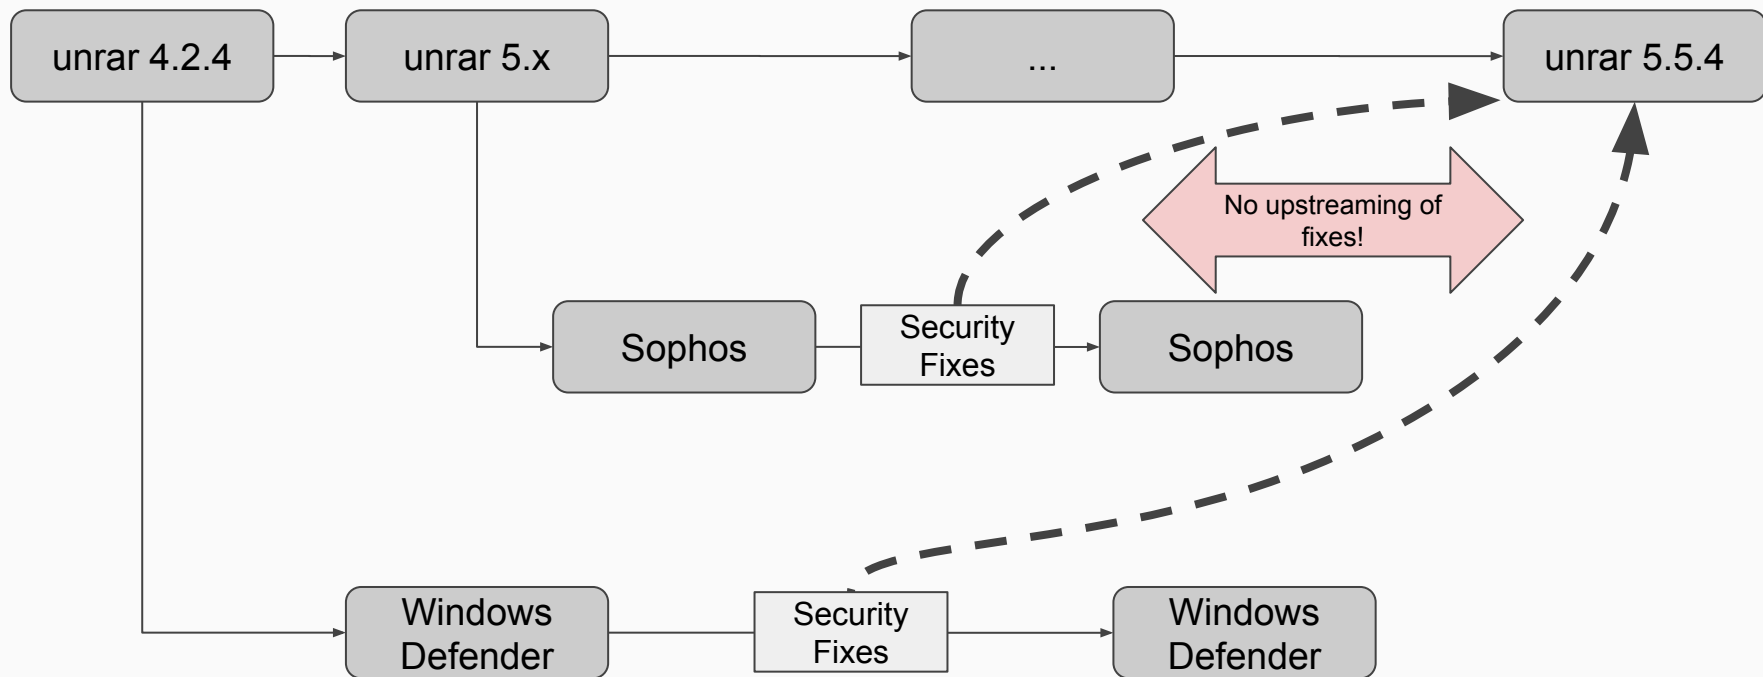 unrar 4.2.4
unrar 5.x
...
unrar 5.5.4
No upstreaming of
fixes!
Sophos
Security
Fixes
Sophos
Windows
Defender
Security
Fixes
Windows
Defender